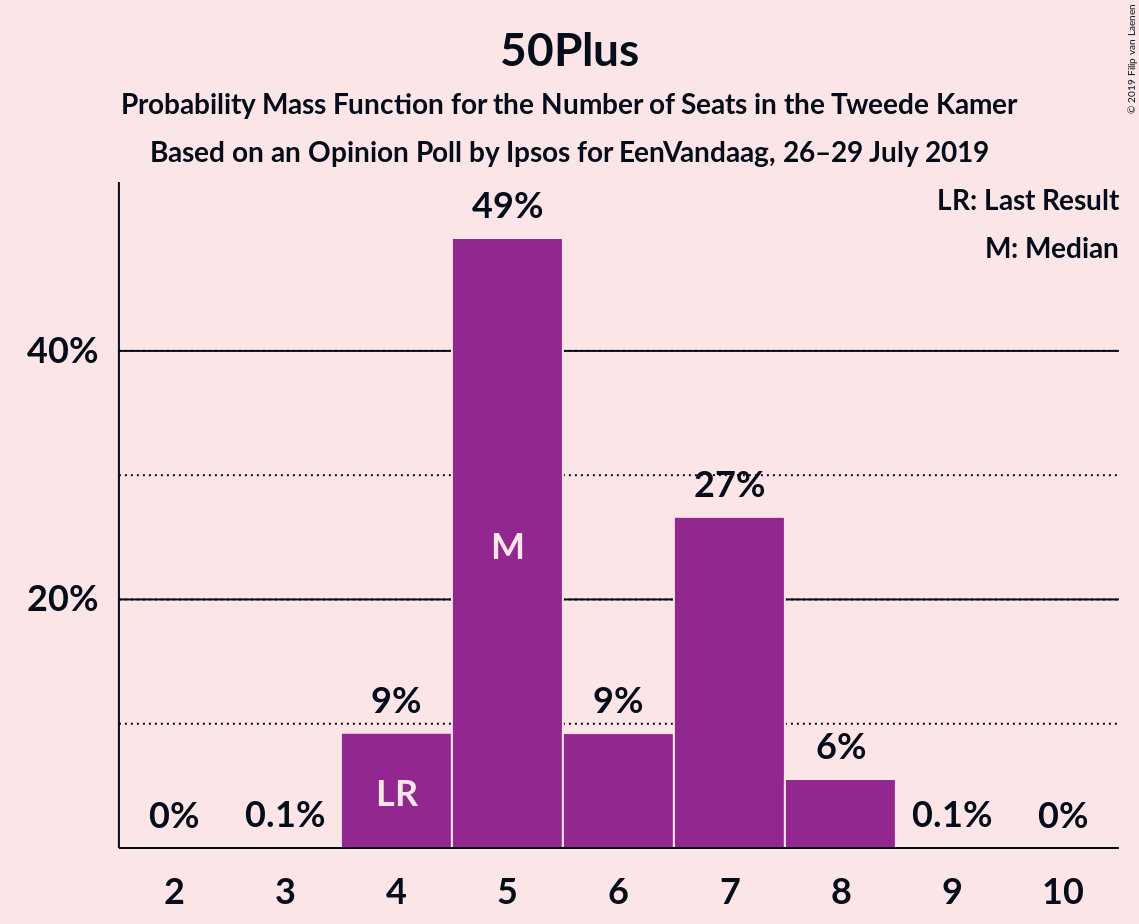 50Plus
Probability Mass Function for the Number of Seats in the Tweede Kamer
Based on an Opinion Poll by Ipsos for EenVandaag, 26–29 July 2019
© 2019 Filip van Laenen
LR: Last Result
M: Median
49%
40%
27%
M
20%
9%
9%
6%
LR
0%
0.1%
0.1%
0%
2 3 4 5 6 7 8 9 10